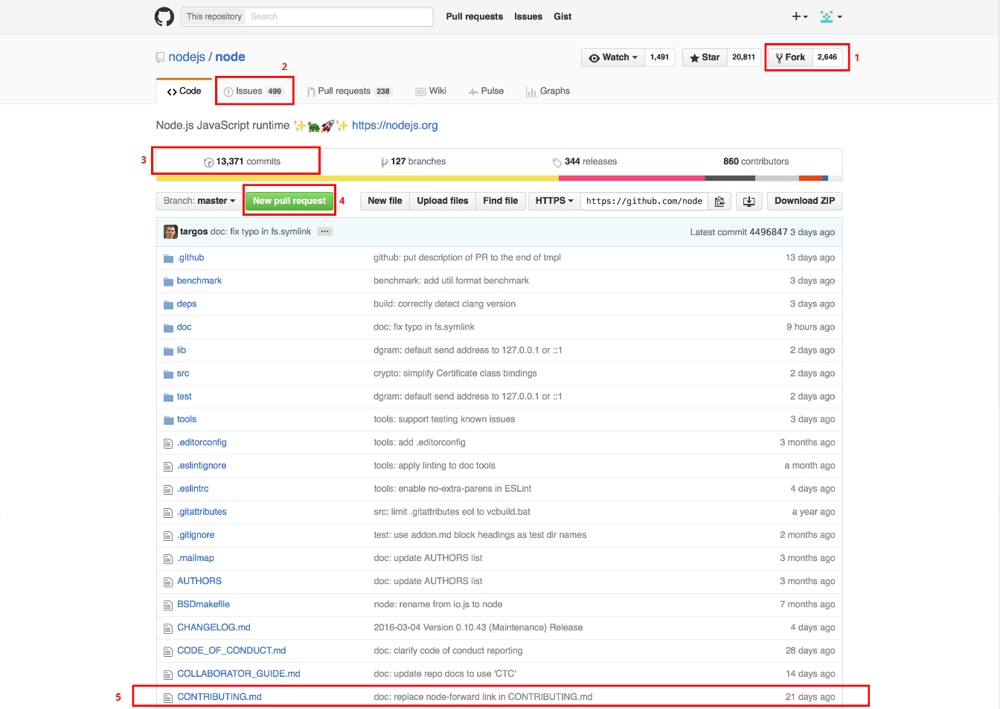 This repository Search Pull requests Issues Gist
nodejs / node Watch 1,491 Star 20,811 Fork 2,646 1
2
Code Issues 499 Pull requests 238 Wiki Pulse Graphs
Node.js JavaScript runtime ✨🐢🚀✨ https://nodejs.org
3 13,371 commits 127 branches 344 releases 860 contributors
Branch: master New pull request 4 New file Upload files Find file HTTPS https://github.com/node Download ZIP
targos doc: fix typo in fs.symlink ... Latest commit 4496847 3 days ago
.github github: put description of PR to the end of tmpl 13 days ago
benchmark benchmark: add util.format benchmark 3 days ago
deps build: correctly detect clang version 3 days ago
doc doc: fix typo in fs.symlink 9 hours ago
lib dgram: default send address to 127.0.0.1 or ::1 2 days ago
src crypto: simplify Certificate class bindings 2 days ago
test dgram: default send address to 127.0.0.1 or ::1 2 days ago
tools tools: support testing known issues 3 days ago
.editorconfig tools: add .editorconfig 3 months ago
.eslintignore tools: apply linting to doc tools a month ago
.eslintrc tools: enable no-extra-parens in ESLint 4 days ago
.gitattributes src: limit .gitattributes eol to vcbuild.bat a year ago
.gitignore test: use addon.md block headings as test dir names 2 months ago
.mailmap doc: update AUTHORS list 3 months ago
AUTHORS doc: update AUTHORS list 3 months ago
BSDmakefile node: rename from io.js to node 7 months ago
CHANGELOG.md 2016-03-04 Version 0.10.43 (Maintenance) Release 4 days ago
CODE_OF_CONDUCT.md doc: clarify code of conduct reporting 28 days ago
COLLABORATOR_GUIDE.md doc: update repo docs to use 'CTC' 14 days ago
5 CONTRIBUTING.md doc: replace node-forward link in CONTRIBUTING.md 21 days ago